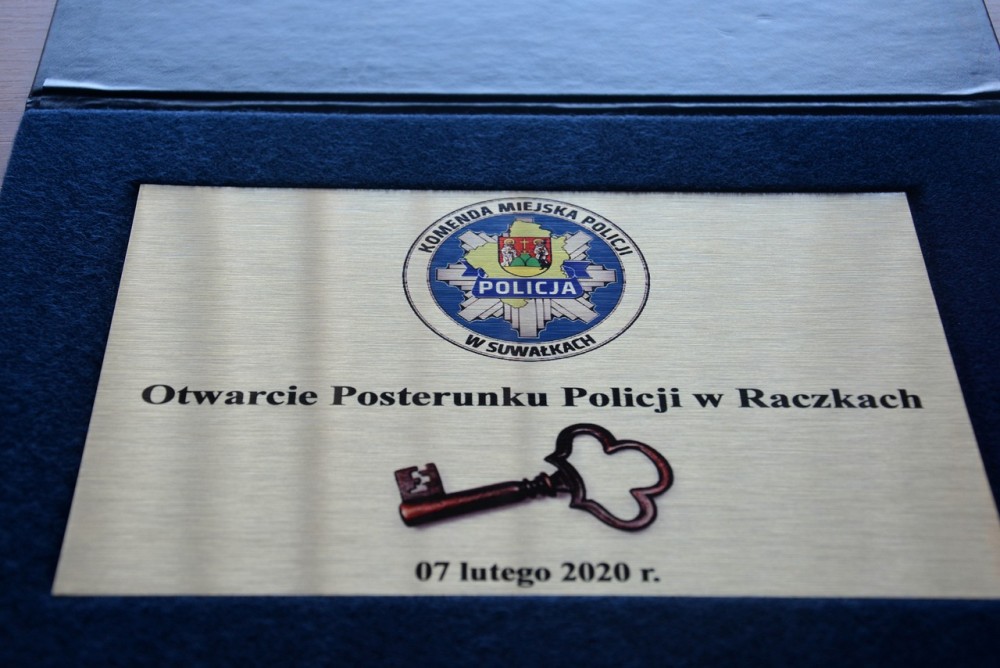 KOMENDA MIEJSKA POLICJI
POLICJA
W SUWAŁKACH
Otwarcie Posterunku Policji w Raczkach
07 lutego 2020 r.